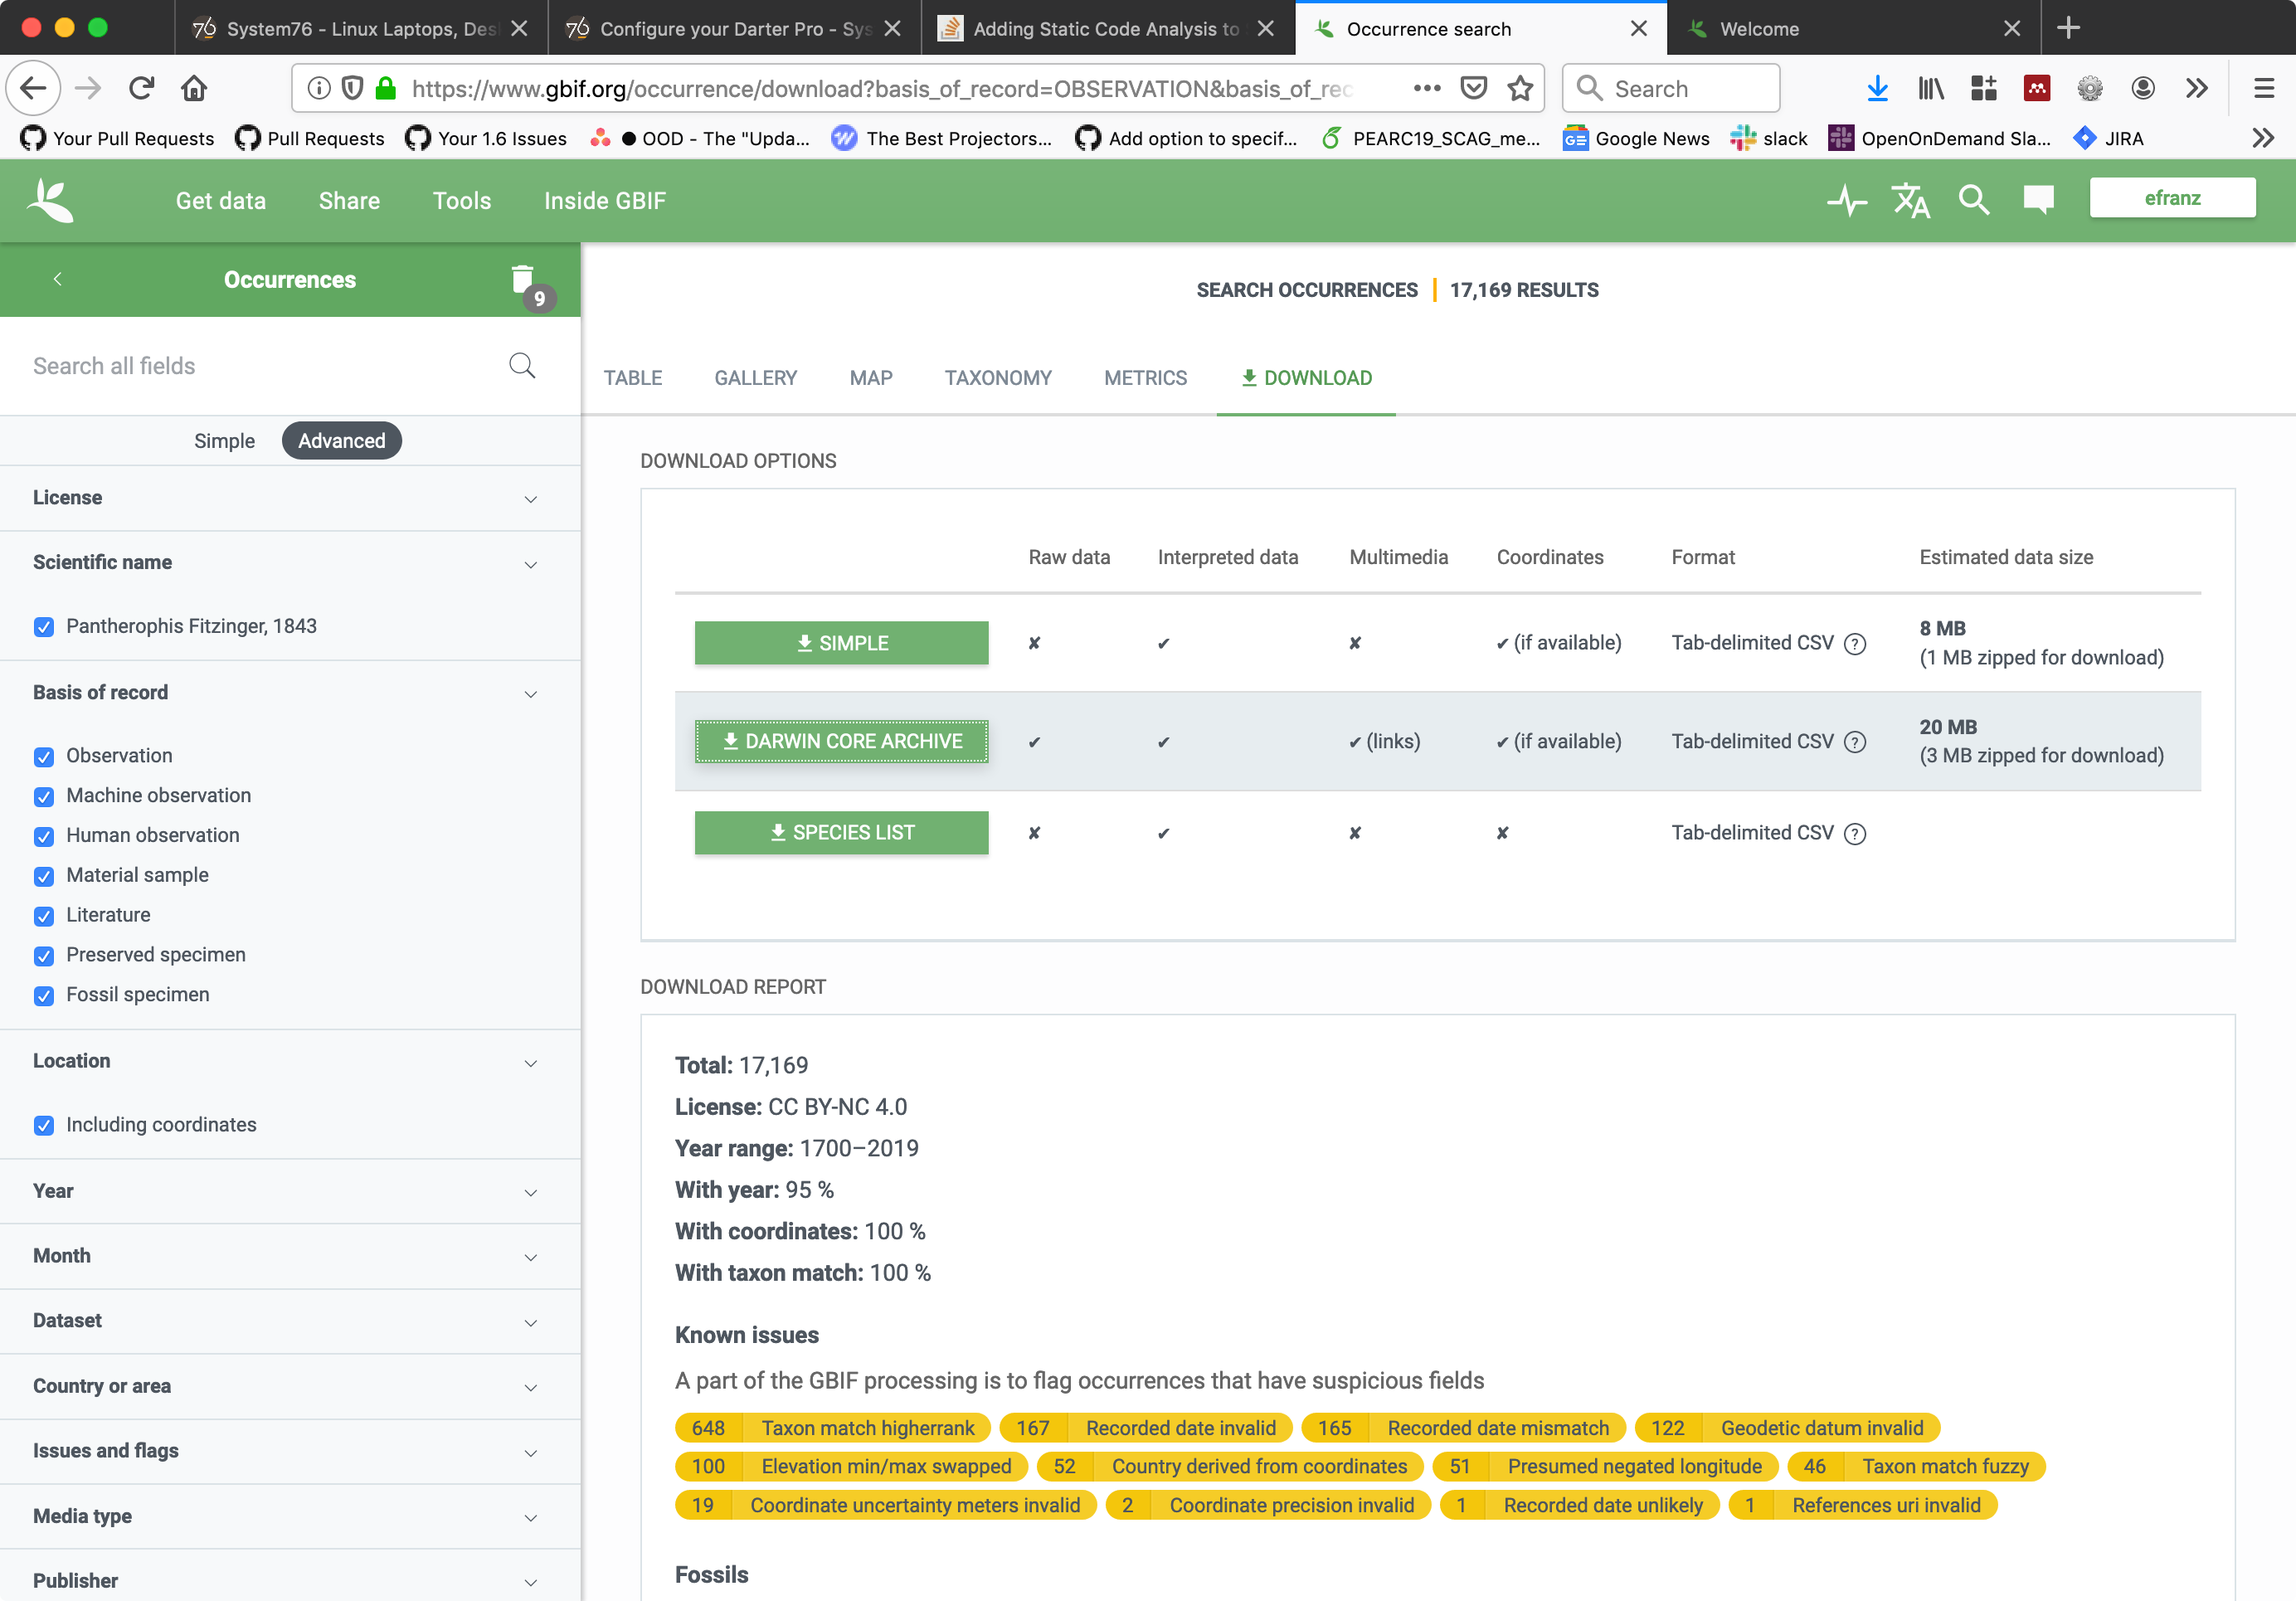 System76 - Linux Laptops, Des
Configure your Darter Pro - Sys
Adding Static Code Analysis to
Occurrence search
Welcome
https://www.gbif.org/occurrence/download?basis_of_record=OBSERVATION&basis_of_rec
Search
Your Pull Requests
Pull Requests
Your 1.6 Issues
● OOD - The "Upda...
The Best Projectors...
Add option to specif...
PEARC19_SCAG_me...
Google News
slack
OpenOnDemand Sla...
JIRA
Get data
Share
Tools
Inside GBIF
efranz
Occurrences
9
Search all fields
Simple
Advanced
License
Scientific name
Pantherophis Fitzinger, 1843
Basis of record
Observation
Machine observation
Human observation
Material sample
Literature
Preserved specimen
Fossil specimen
Location
Including coordinates
Year
Month
Dataset
Country or area
Issues and flags
Media type
Publisher
SEARCH OCCURRENCES | 17,169 RESULTS
TABLE GALLERY MAP TAXONOMY METRICS DOWNLOAD
DOWNLOAD OPTIONS
Raw data Interpreted data Multimedia Coordinates Format Estimated data size
SIMPLE ✘ ✔ ✘ ✔ (if available) Tab-delimited CSV ? 8 MB
(1 MB zipped for download)
DARWIN CORE ARCHIVE ✔ ✔ ✔ (links) ✔ (if available) Tab-delimited CSV ? 20 MB
(3 MB zipped for download)
SPECIES LIST ✘ ✔ ✘ ✘ Tab-delimited CSV ?
DOWNLOAD REPORT
Total: 17,169
License: CC BY-NC 4.0
Year range: 1700–2019
With year: 95 %
With coordinates: 100 %
With taxon match: 100 %
Known issues
A part of the GBIF processing is to flag occurrences that have suspicious fields
648 Taxon match higherrank 167 Recorded date invalid 165 Recorded date mismatch 122 Geodetic datum invalid
100 Elevation min/max swapped 52 Country derived from coordinates 51 Presumed negated longitude 46 Taxon match fuzzy
19 Coordinate uncertainty meters invalid 2 Coordinate precision invalid 1 Recorded date unlikely 1 References uri invalid
Fossils